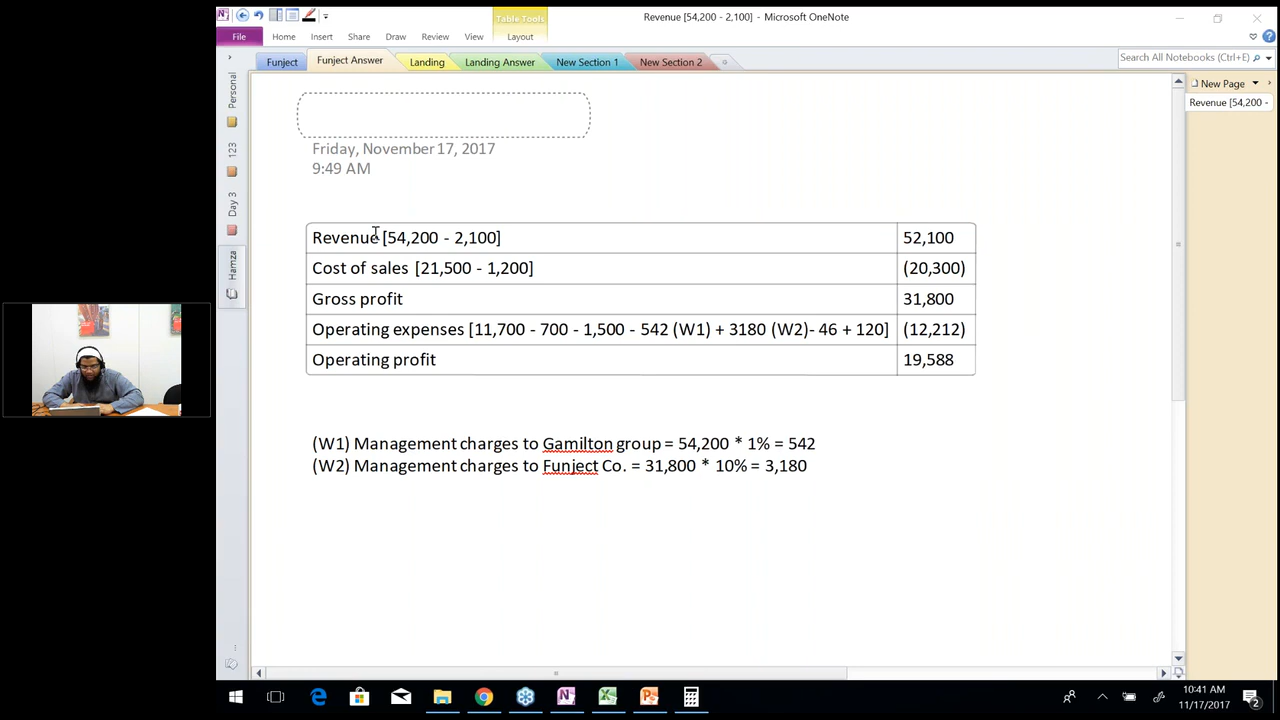 Table Tools
Revenue [54,200 - 2,100] - Microsoft OneNote
File
Home
Insert
Share
Draw
Review
View
Layout
Funject
Funject Answer
Landing
Landing Answer
New Section 1
New Section 2
Search All Notebooks (Ctrl+E)
New Page
Revenue [54,200 -
Personal
123
Day 3
Hamza
Friday, November 17, 2017
9:49 AM
Revenue [54,200 - 2,100] 52,100
Cost of sales [21,500 - 1,200] (20,300)
Gross profit 31,800
Operating expenses [11,700 - 700 - 1,500 - 542 (W1) + 3180 (W2)- 46 + 120] (12,212)
Operating profit 19,588
(W1) Management charges to Gamilton group = 54,200 * 1% = 542
(W2) Management charges to Funject Co. = 31,800 * 10% = 3,180
10:41 AM
11/17/2017
2